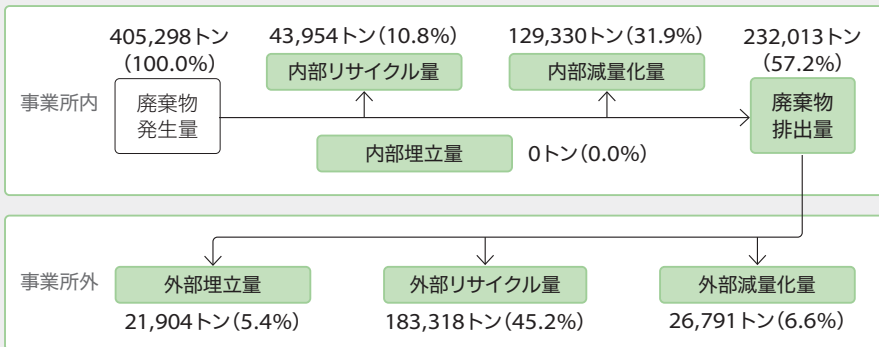 405,298トン
(100.0%)
43,954トン(10.8%)
129,330トン(31.9%)
232,013トン
(57.2%)
内部リサイクル量
内部減量化量
事業所内
廃棄物
発生量
廃棄物
排出量
内部埋立量
0トン(0.0%)
事業所外
外部埋立量
外部リサイクル量
外部減量化量
21,904トン(5.4%)
183,318トン(45.2%)
26,791トン(6.6%)